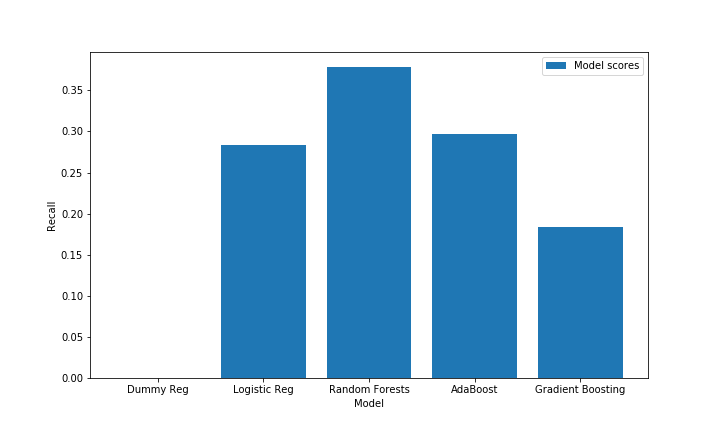 Model scores
0.35
0.30
0.25
0.20
0.15
0.10
0.05
0.00
Recall
Dummy Reg
Logistic Reg
Random Forests
AdaBoost
Gradient Boosting
Model